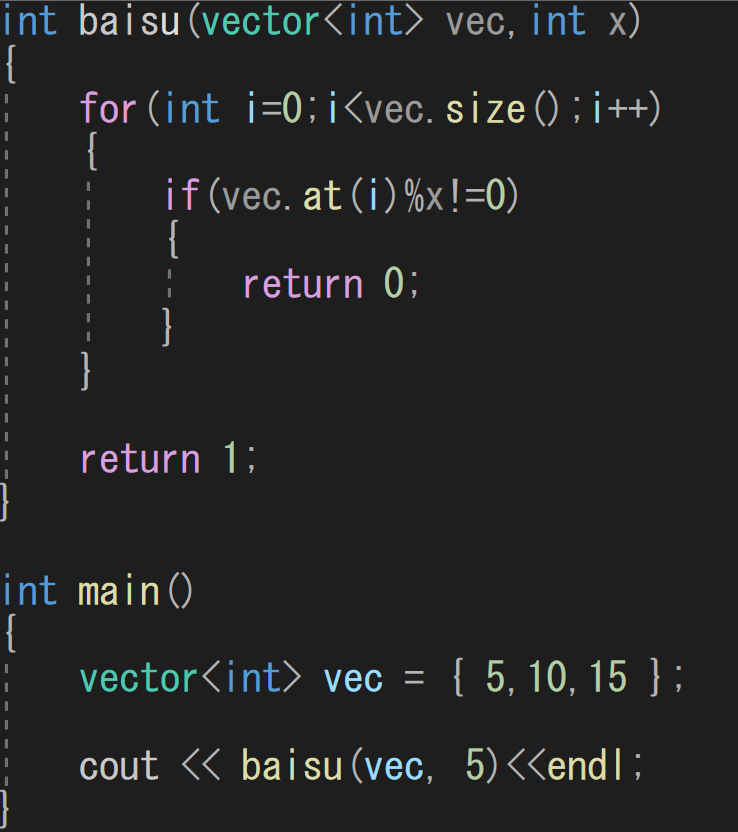 int baisu(vector<int> vec,int x)
{
for(int i=0;i<vec.size();i++)
{
if(vec.at(i)%x!=0)
{
return 0;
}
}
return 1;
}
int main()
{
vector<int> vec = { 5,10,15 };
cout << baisu(vec, 5)<<endl;
}